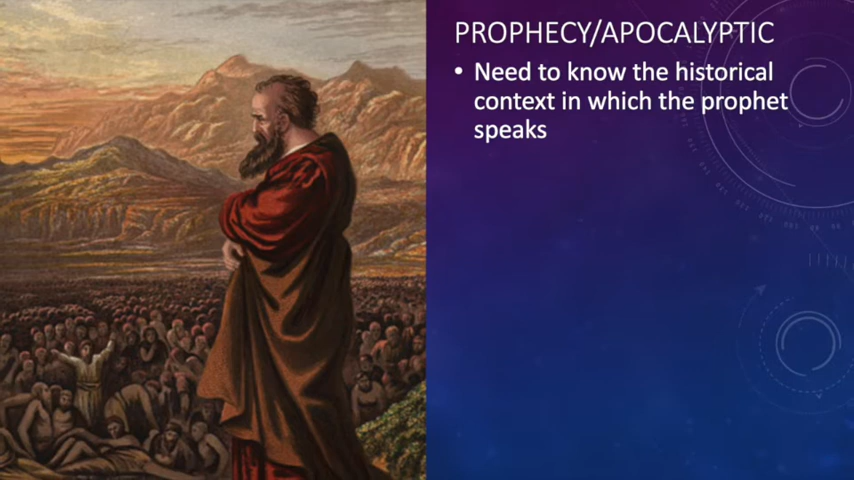 PROPHECY/APOCALYPTIC
• Need to know the historical
context in which the prophet
speaks